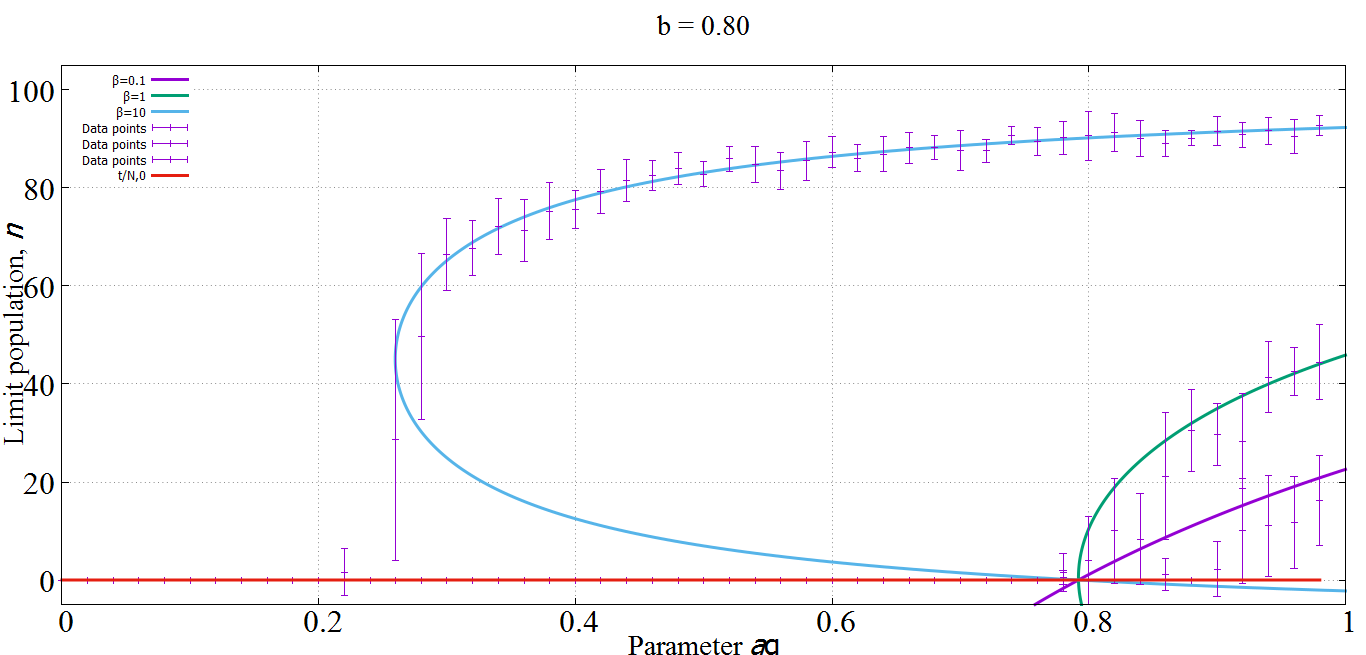 b = 0.80
β=0.1
β=1
β=10
Data points
Data points
Data points
t/N,0
100
80
60
40
20
0
Limit population, n
0 0.2 0.4 0.6 0.8 1
Parameter